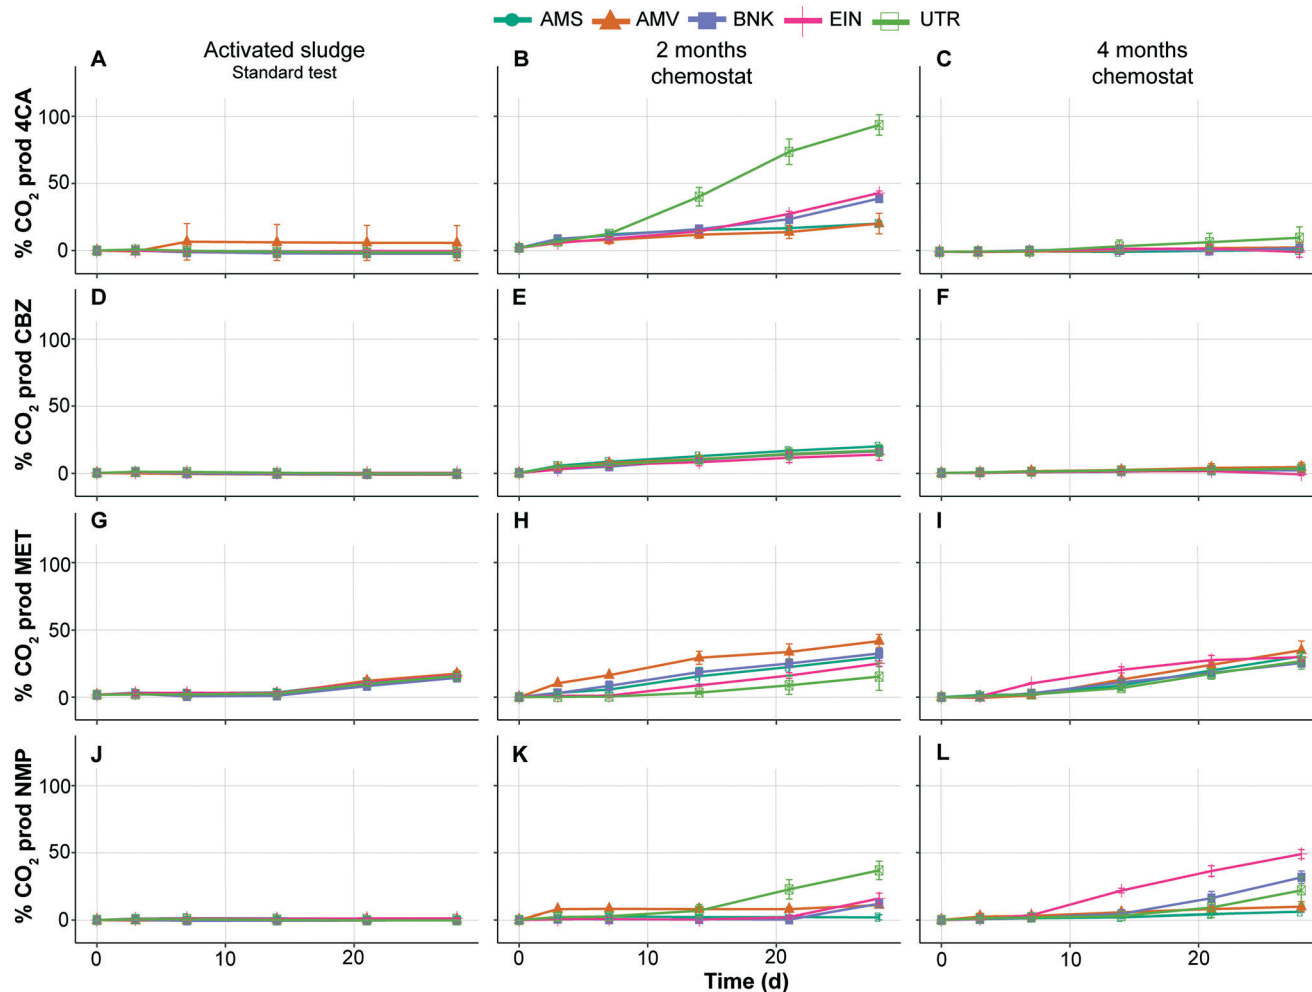 AMS AMV BNK EIN UTR
A Activated sludge
Standard test
B 2 months
chemostat
C 4 months
chemostat
% CO2 prod 4CA
100
50
0
D E F
% CO2 prod CBZ
100
50
0
G H I
% CO2 prod MET
100
50
0
J K L
% CO2 prod NMP
100
50
0
0 10 20 0 10 20 0 10 20
Time (d)